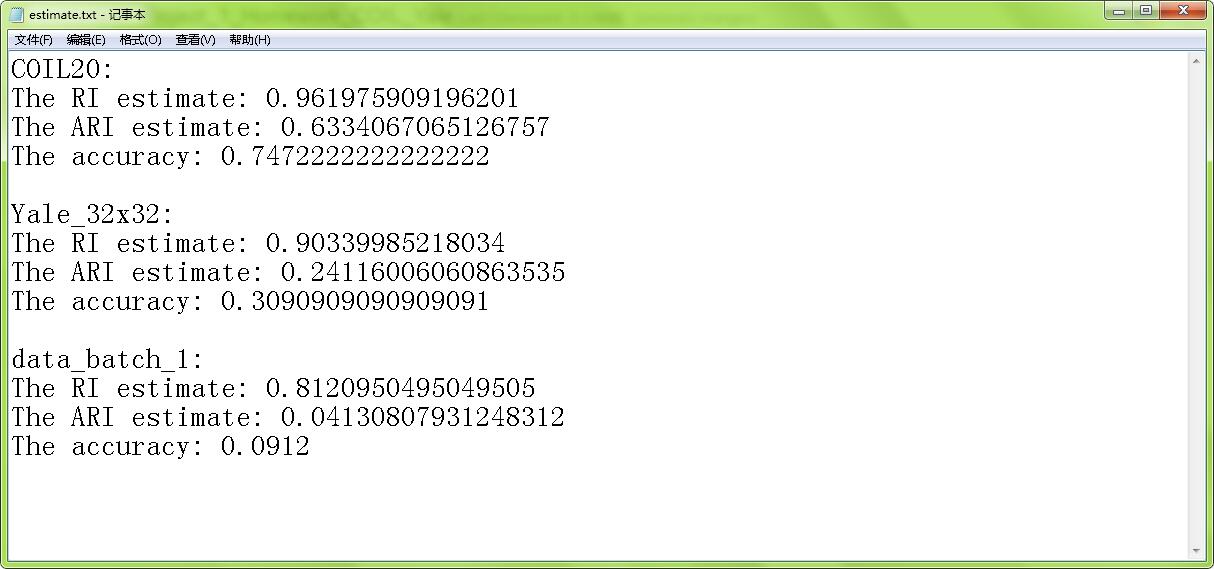 estimate.txt - 记事本
文件(F) 编辑(E) 格式(O) 查看(V) 帮助(H)
COIL20:
The RI estimate: 0.961975909196201
The ARI estimate: 0.6334067065126757
The accuracy: 0.7472222222222222
Yale_32x32:
The RI estimate: 0.90339985218034
The ARI estimate: 0.24116006060863535
The accuracy: 0.3090909090909091
data_batch_1:
The RI estimate: 0.8120950495049505
The ARI estimate: 0.04130807931248312
The accuracy: 0.0912